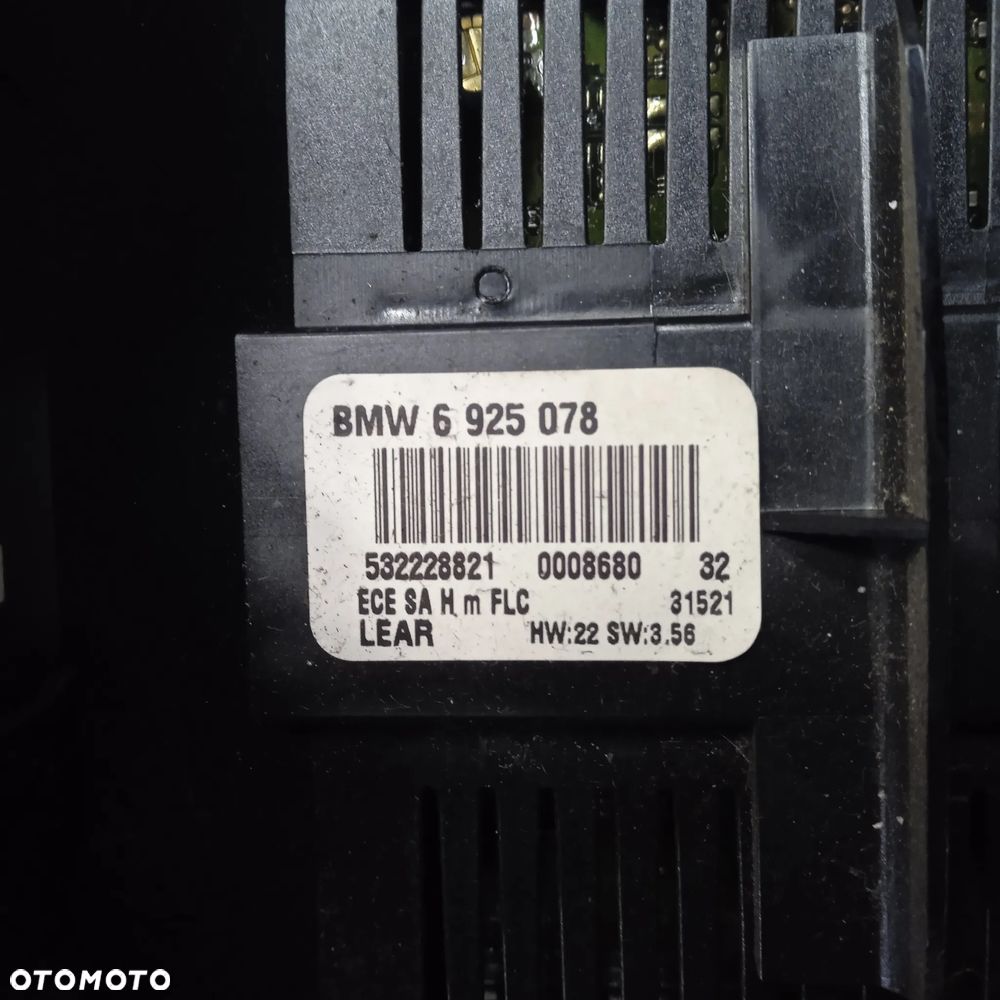 BMW 6 925 078
532228821 0008680 32
ECE SA H m FLC 31521
LEAR HW:22 SW:3.56
OTOMOTO